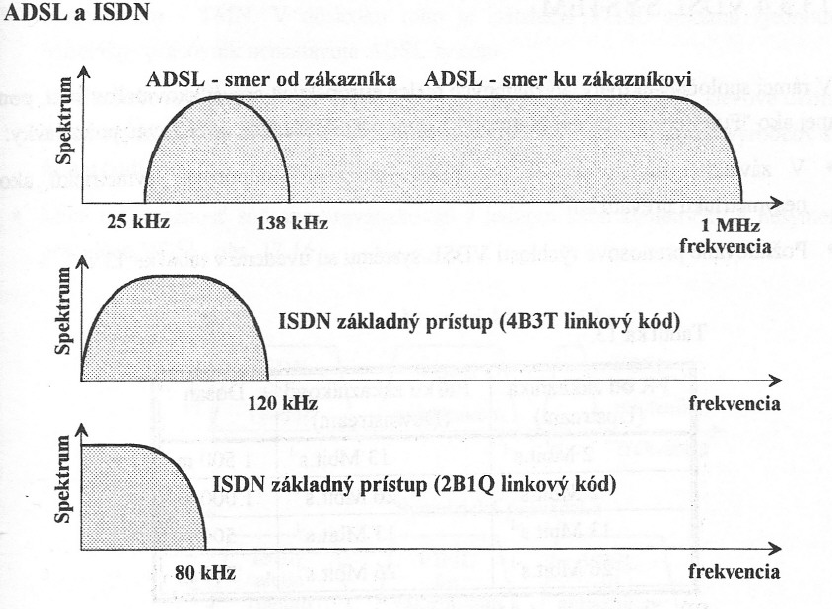 ADSL a ISDN
ADSL - smer od zákazníka ADSL - smer ku zákazníkovi
Spektrum
25 kHz 138 kHz 1 MHz
frekvencia
Spektrum
ISDN základný prístup (4B3T linkový kód)
120 kHz frekvencia
Spektrum
ISDN základný prístup (2B1Q linkový kód)
80 kHz frekvencia